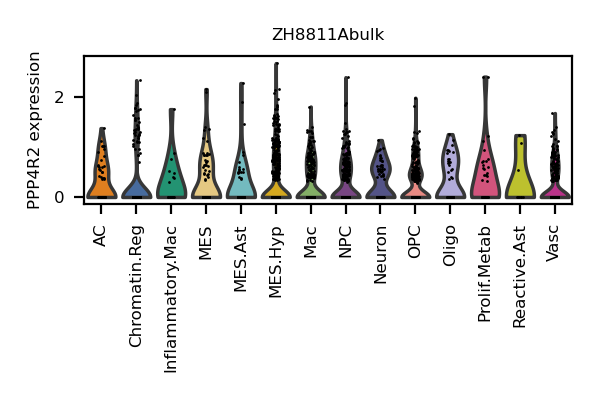 ZH8811Abulk
PPP4R2 expression
2
0
AC
Chromatin.Reg
Inflammatory.Mac
MES
MES.Ast
MES.Hyp
Mac
NPC
Neuron
OPC
Oligo
Prolif.Metab
Reactive.Ast
Vasc